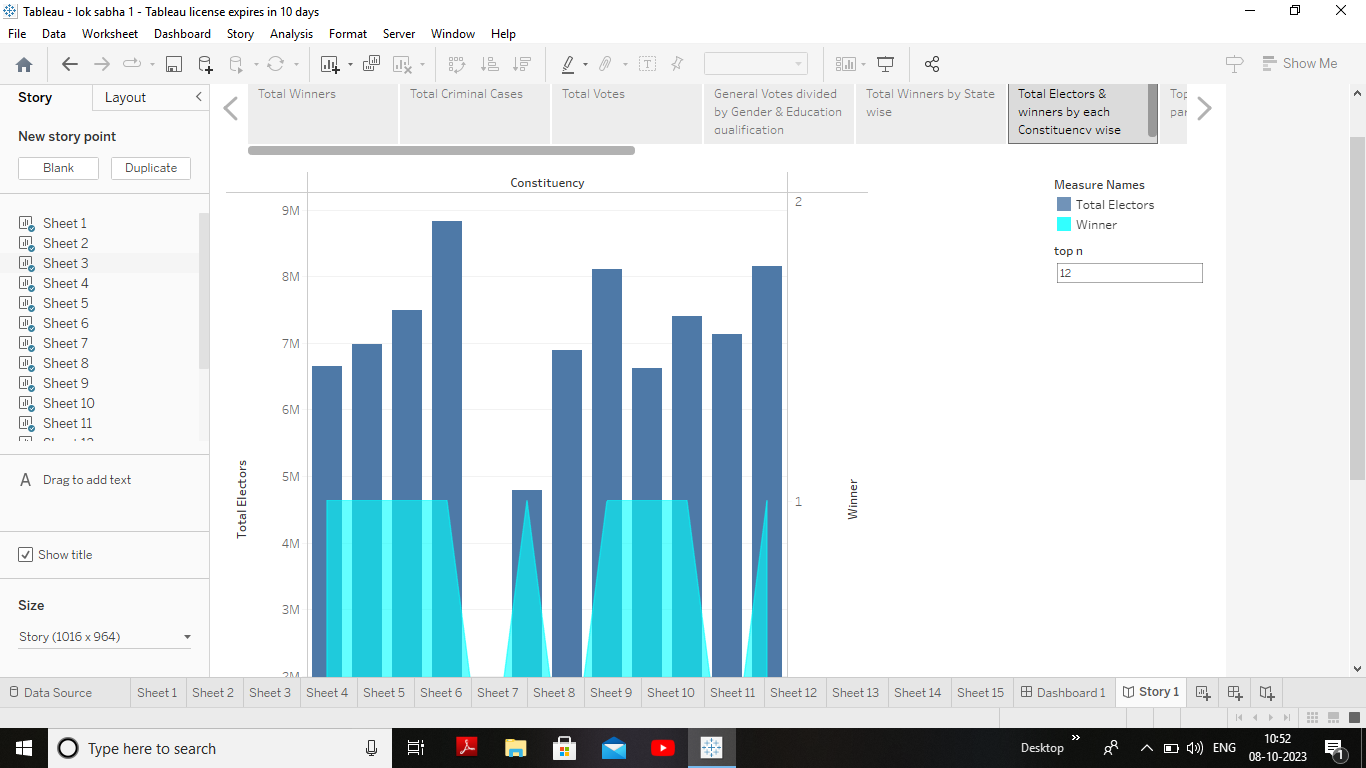 Tableau - lok sabha 1 - Tableau license expires in 10 days
File Data Worksheet Dashboard Story Analysis Format Server Window Help
Show Me
Story Layout
New story point
Blank Duplicate
Sheet 1
Sheet 2
Sheet 3
Sheet 4
Sheet 5
Sheet 6
Sheet 7
Sheet 8
Sheet 9
Sheet 10
Sheet 11
A Drag to add text
Show title
Size
Story (1016 x 964)
Total Winners
Total Criminal Cases
Total Votes
General Votes divided
by Gender & Education
qualification
Total Winners by State
wise
Total Electors &
winners by each
Constituency wise
Top
par
Constituency
9M
8M
7M
6M
5M
4M
3M
2M
Total Electors
2
1
Winner
Measure Names
Total Electors
Winner
top n
12
Data Source Sheet 1 Sheet 2 Sheet 3 Sheet 4 Sheet 5 Sheet 6 Sheet 7 Sheet 8 Sheet 9 Sheet 10 Sheet 11 Sheet 12 Sheet 13 Sheet 14 Sheet 15 Dashboard 1 Story 1
Type here to search
Desktop
ENG
10:52
08-10-2023
1